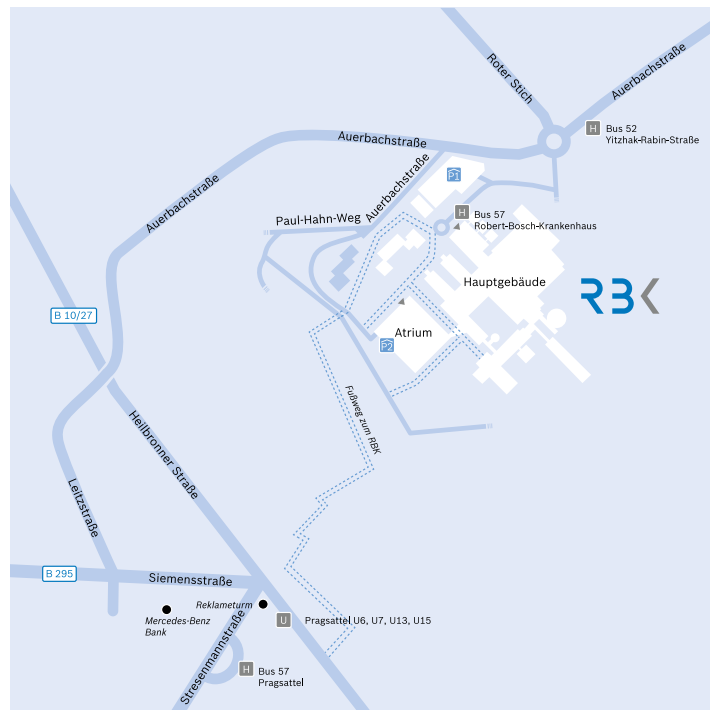 Roter Stich
Auerbachstraße
H
Bus 52
Yitzhak-Rabin-Straße
Auerbachstraße
Auerbachstraße
Auerbachstraße
P1
Paul-Hahn-Weg
H
Bus 57
Robert-Bosch-Krankenhaus
Hauptgebäude
RBK
B 10/27
Atrium
P2
Fußweg zum RBK
Heilbronner Straße
Leitzstraße
B 295
Siemensstraße
Reklameturm
Mercedes-Benz
Bank
U
Pragsattel U6, U7, U13, U15
Stresenmannstraße
H
Bus 57
Pragsattel